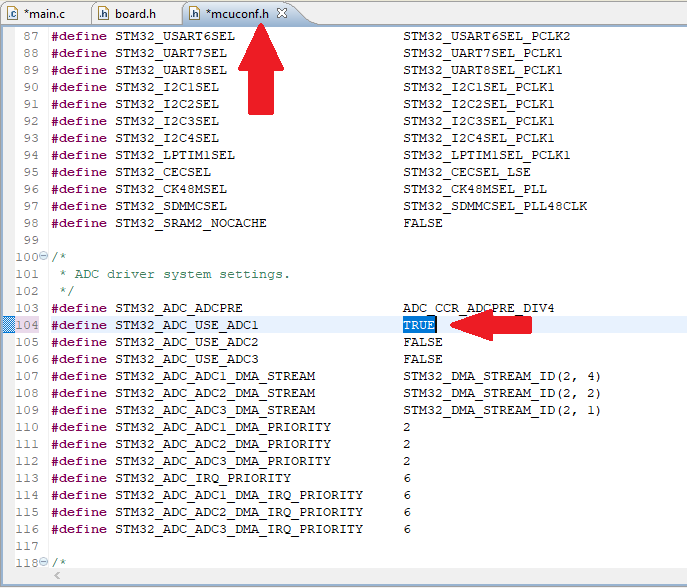 *main.c board.h *mcuconf.h
87 #define STM32_USART6SEL STM32_USART6SEL_PCLK2
88 #define STM32_UART7SEL STM32_UART7SEL_PCLK1
89 #define STM32_UART8SEL STM32_UART8SEL_PCLK1
90 #define STM32_I2C1SEL STM32_I2C1SEL_PCLK1
91 #define STM32_I2C2SEL STM32_I2C2SEL_PCLK1
92 #define STM32_I2C3SEL STM32_I2C3SEL_PCLK1
93 #define STM32_I2C4SEL STM32_I2C4SEL_PCLK1
94 #define STM32_LPTIM1SEL STM32_LPTIM1SEL_PCLK1
95 #define STM32_CECSEL STM32_CECSEL_LSE
96 #define STM32_CK48MSEL STM32_CK48MSEL_PLL
97 #define STM32_SDMMCSEL STM32_SDMMCSEL_PLL48CLK
98 #define STM32_SRAM2_NOCACHE FALSE
99
100 /*
101 * ADC driver system settings.
102 */
103 #define STM32_ADC_ADCPRE ADC_CCR_ADCPRE_DIV4
104 #define STM32_ADC_USE_ADC1 TRUE
105 #define STM32_ADC_USE_ADC2 FALSE
106 #define STM32_ADC_USE_ADC3 FALSE
107 #define STM32_ADC_ADC1_DMA_STREAM STM32_DMA_STREAM_ID(2, 4)
108 #define STM32_ADC_ADC2_DMA_STREAM STM32_DMA_STREAM_ID(2, 2)
109 #define STM32_ADC_ADC3_DMA_STREAM STM32_DMA_STREAM_ID(2, 1)
110 #define STM32_ADC_ADC1_DMA_PRIORITY 2
111 #define STM32_ADC_ADC2_DMA_PRIORITY 2
112 #define STM32_ADC_ADC3_DMA_PRIORITY 2
113 #define STM32_ADC_IRQ_PRIORITY 6
114 #define STM32_ADC_ADC1_DMA_IRQ_PRIORITY 6
115 #define STM32_ADC_ADC2_DMA_IRQ_PRIORITY 6
116 #define STM32_ADC_ADC3_DMA_IRQ_PRIORITY 6
117
118 /*